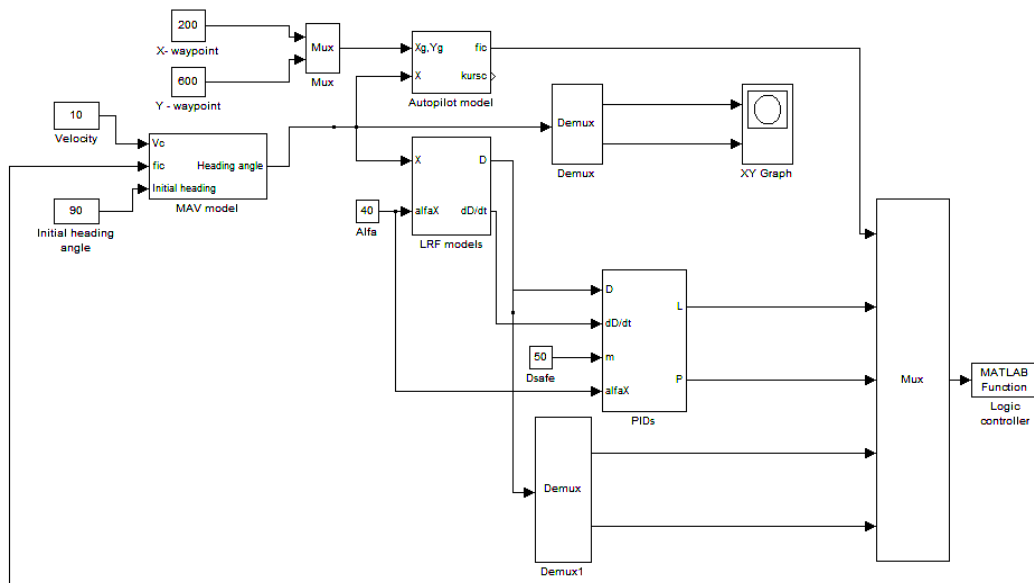 200
X- waypoint
600
Y - waypoint
Mux
Mux
Xg,Yg
fic
X
kursc
Autopilot model
10
Velocity
Vc
fic
Heading angle
Initial heading
MAV model
90
Initial heading
angle
Demux
Demux
XY Graph
X
D
alfaX
dD/dt
LRF models
40
Alfa
D
L
dD/dt
m
P
alfaX
PIDs
50
Dsafe
Demux
Demux1
Mux
MATLAB
Function
Logic
controller